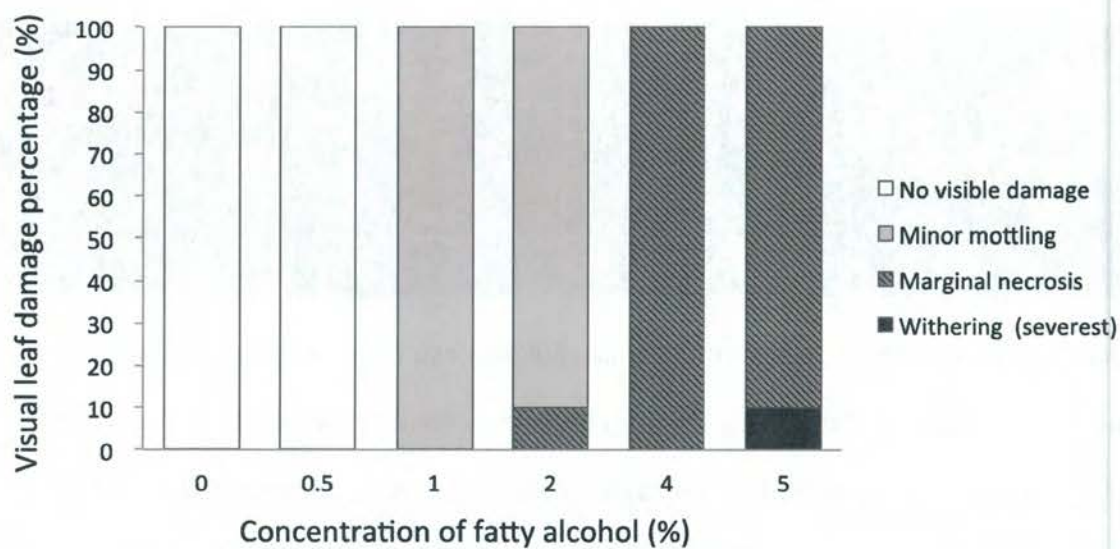 Visual leaf damage percentage (%)
100
90
80
70
60
50
40
30
20
10
0
0 0.5 1 2 4 5
Concentration of fatty alcohol (%)
No visible damage
Minor mottling
Marginal necrosis
Withering (severest)